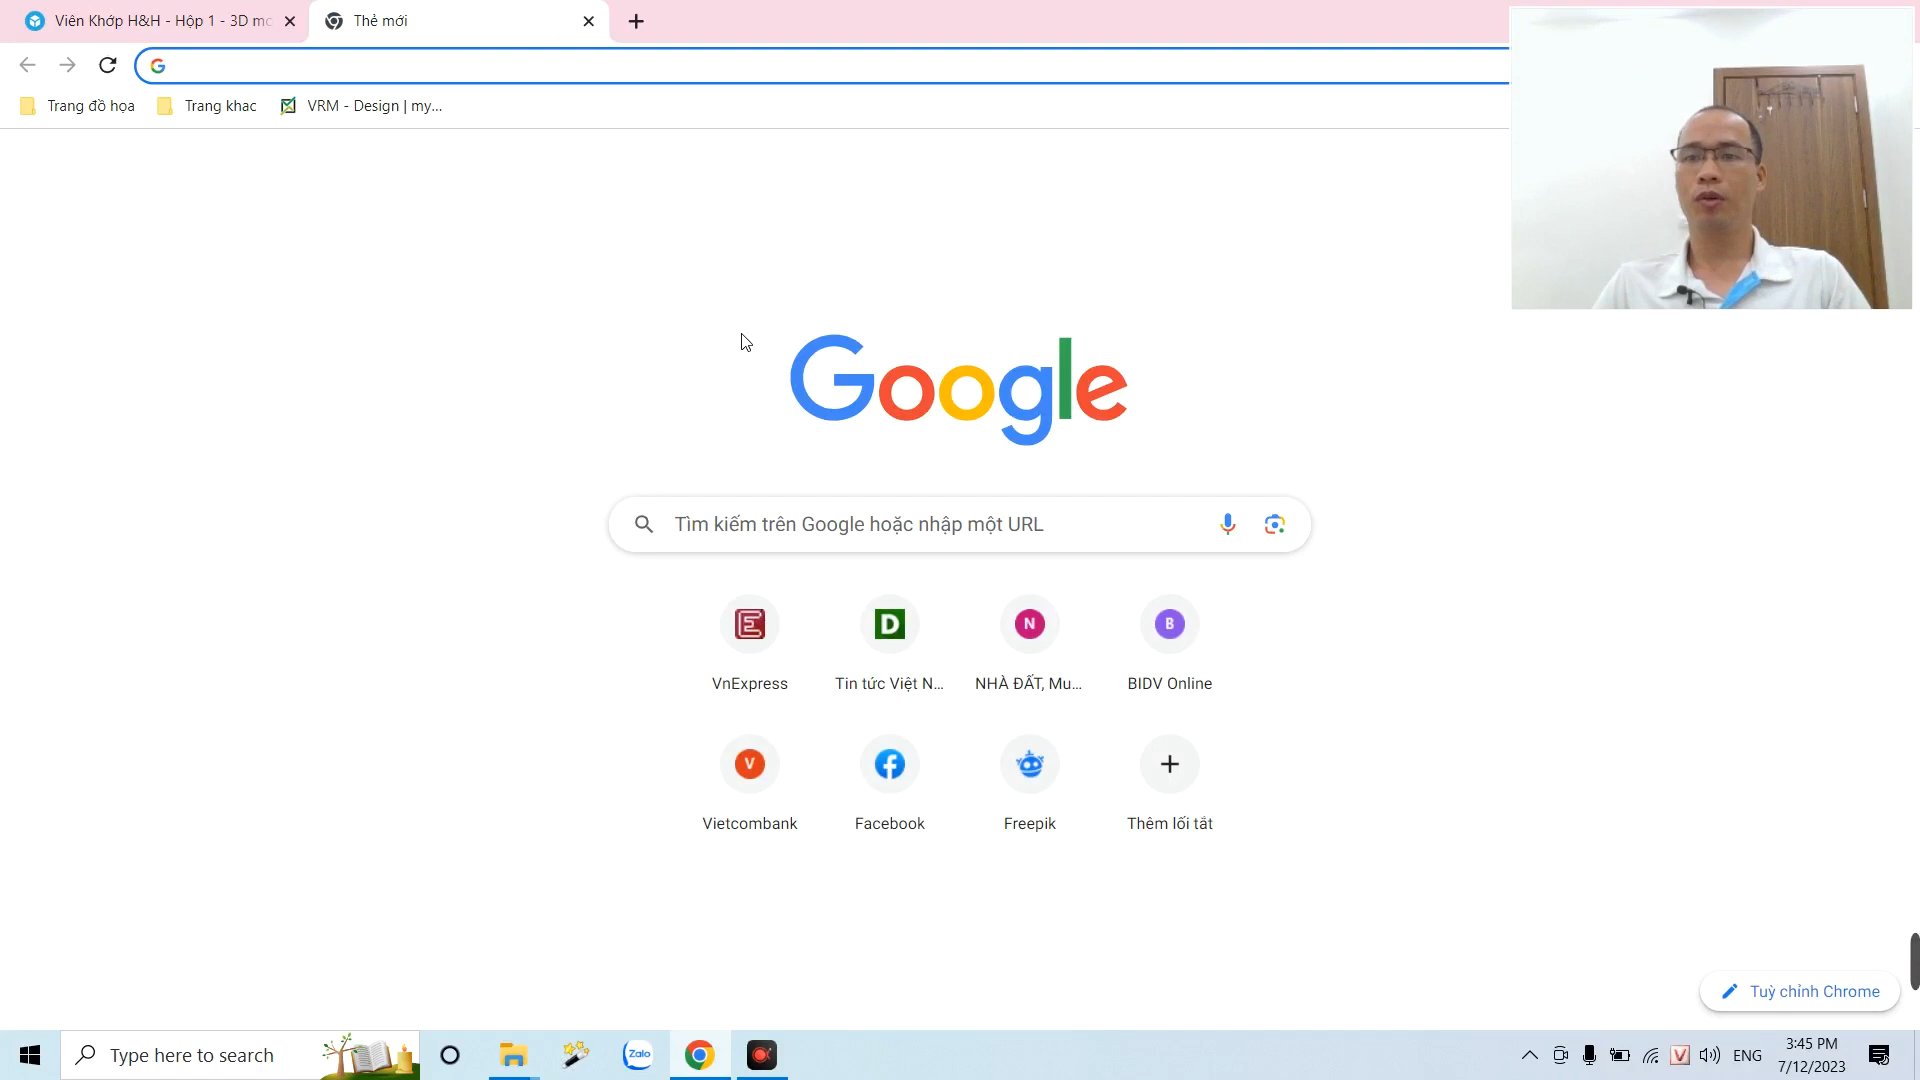 Viên Khớp H&H - Hộp 1 - 3D mo
Thẻ mới
Trang đồ họa
Trang khac
VRM - Design | my...
Google
Tìm kiếm trên Google hoặc nhập một URL
E
D
N
B
VnExpress
Tin tức Việt N...
NHÀ ĐẤT, Mu...
BIDV Online
V
Vietcombank
Facebook
Freepik
Thêm lối tắt
Tuỳ chỉnh Chrome
Type here to search
Zalo
V
ENG
3:45 PM
7/12/2023